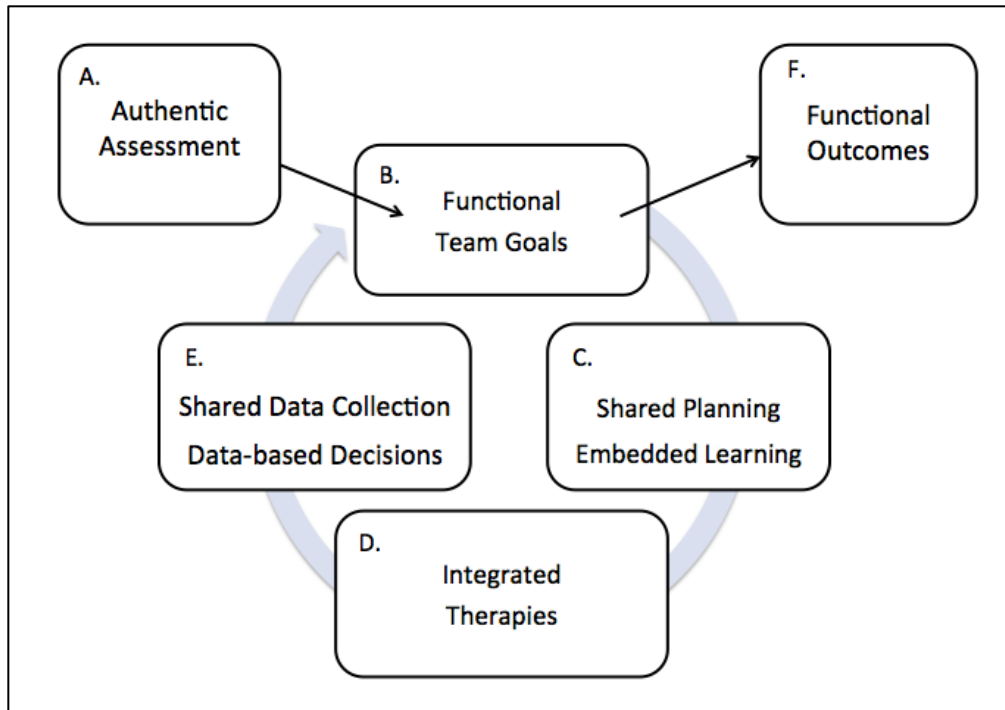 A.
Authentic
Assessment
B.
Functional
Team Goals
C.
Shared Planning
Embedded Learning
D.
Integrated
Therapies
E.
Shared Data Collection
Data-based Decisions
F.
Functional
Outcomes